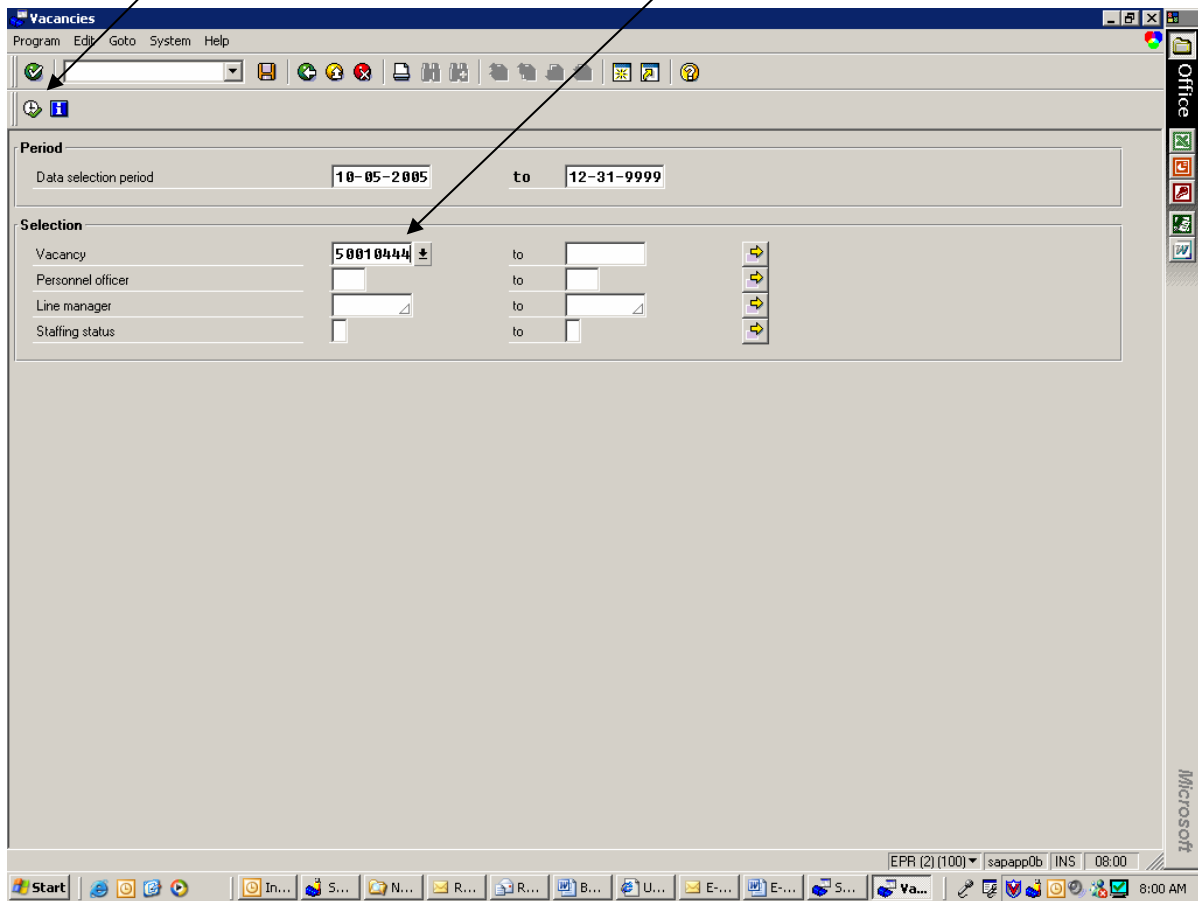 Vacancies
Program Edit Goto System Help
Period
Data selection period 10-05-2005 to 12-31-9999
Selection
Vacancy 50010444 to
Personnel officer to
Line manager to
Staffing status to
Office
Microsoft
EPR (2) (100) sapapp0b INS 08:00
Start In... S... N... R... R... B... U... E-... E-... S... Va... 8:00 AM